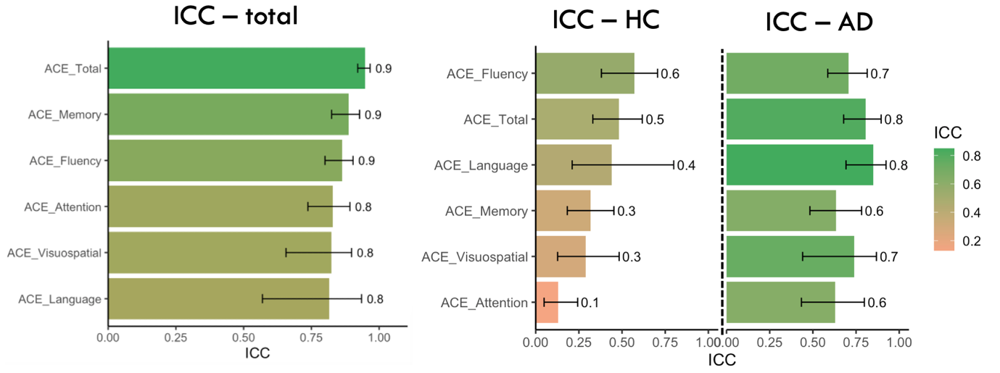 ICC – total
ACE_Total 0.9
ACE_Memory 0.9
ACE_Fluency 0.9
ACE_Attention 0.8
ACE_Visuospatial 0.8
ACE_Language 0.8
0.00 0.25 0.50 0.75 1.00
ICC
ICC – HC
ICC – AD
ACE_Fluency 0.6 0.7
ACE_Total 0.5 0.8
ACE_Language 0.4 0.8
ACE_Memory 0.3 0.6
ACE_Visuospatial 0.3 0.7
ACE_Attention 0.1 0.6
0.00 0.25 0.50 0.75 1.00 0.00 0.25 0.50 0.75 1.00
ICC
ICC
0.8
0.6
0.4
0.2